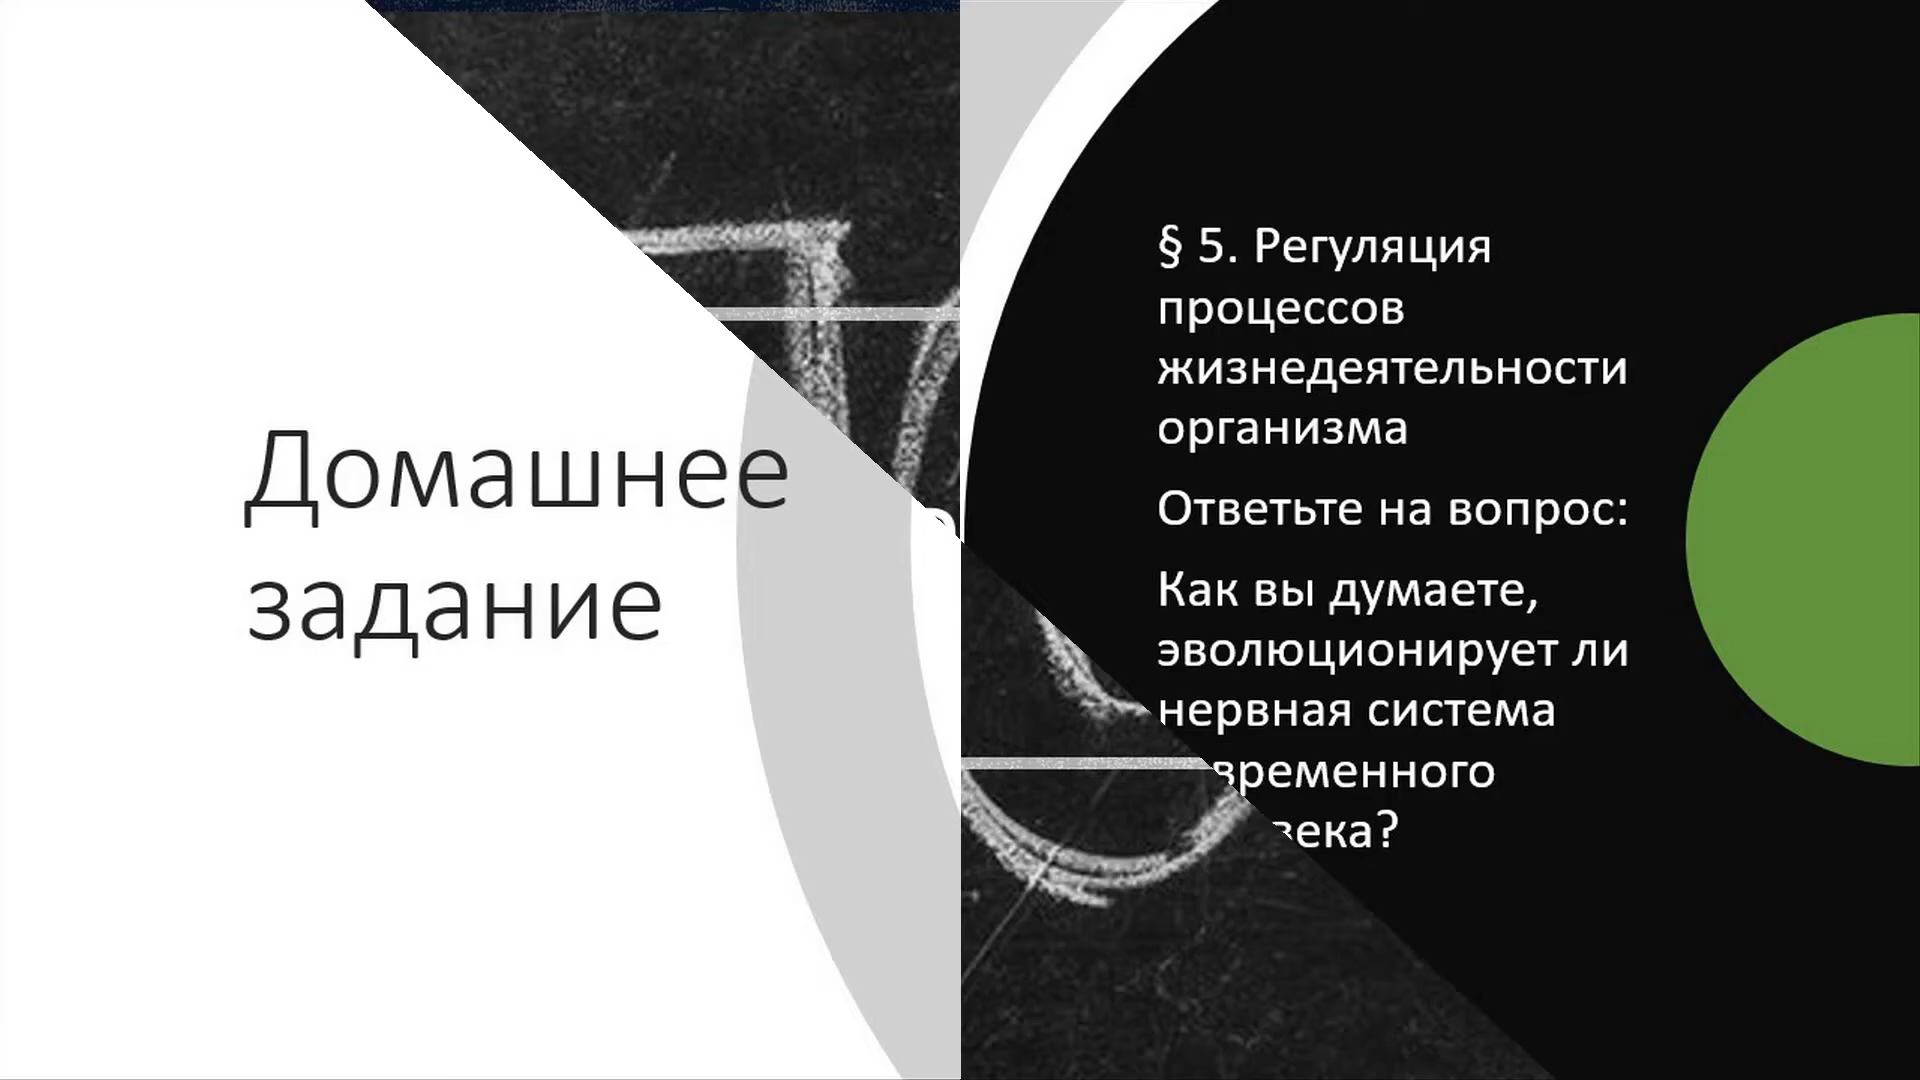 Домашнее
задание
§ 5. Регуляция
процессов
жизнедеятельности
организма
Ответьте на вопрос:
Как вы думаете,
эволюционирует ли
нервная система
временного
века?